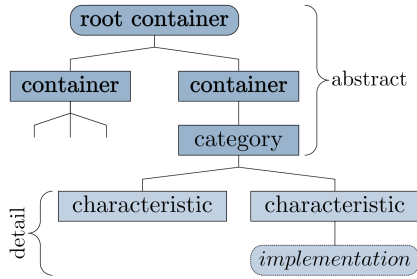 root container
container container
abstract
category
characteristic characteristic
detail
implementation